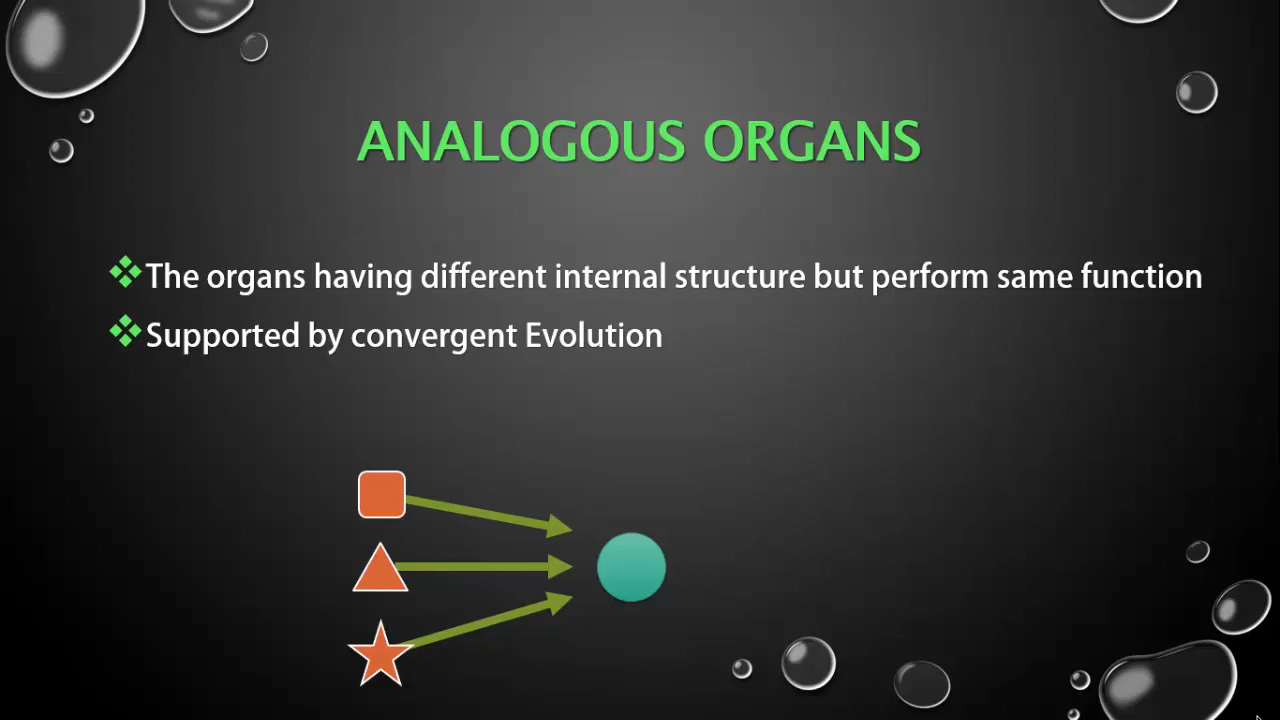 ANALOGOUS ORGANS
The organs having different internal structure but perform same function
Supported by convergent Evolution